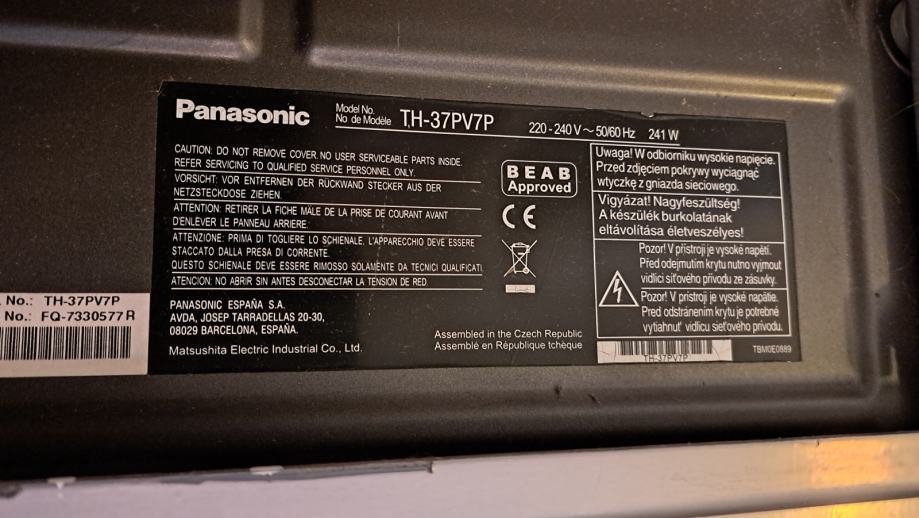 Panasonic
Model No.
No de Modèle
TH-37PV7P
220-240 V~ 50/60 Hz 241 W
CAUTION: DO NOT REMOVE COVER. NO USER SERVICEABLE PARTS INSIDE.
REFER SERVICING TO QUALIFIED SERVICE PERSONNEL ONLY.
VORSICHT: VOR ENTFERNEN DER RÜCKWAND STECKER AUS DER
NETZSTECKDOSE ZIEHEN.
ATTENTION: RETIRER LA FICHE MALE DE LA PRISE DE COURANT AVANT
D'ENLEVER LE PANNEAU ARRIERE.
ATTENZIONE: PRIMA DI TOGLIERE LO SCHIENALE, L'APPARECCHIO DEVE ESSERE
STACCATO DALLA PRESA DI CORRENTE.
QUESTO SCHIENALE DEVE ESSERE RIMOSSO SOLAMENTE DA TECNICI QUALIFICATI.
ATENCION: NO ABRIR SIN ANTES DESCONECTAR LA TENSION DE RED.
PANASONIC ESPAÑA S.A.
AVDA, JOSEP TARRADELLAS 20-30,
08029 BARCELONA, ESPAÑA.
Matsushita Electric Industrial Co., Ltd.
BEAB
Approved
CE
Assembled in the Czech Republic
Assemblé en République tchèque
Uwaga! W odbiorniku wysokie napięcie.
Przed zdjęciem pokrywy wyciągnąć
wtyczkę z gniazda sieciowego.
Vigyázat! Nagyfeszültség!
A készülék burkolatának
eltávolítása életveszélyes!
Pozor! V přístroji je vysoké napětí.
Před odejmutím krytu nutno vyjmout
vidlici síťového přívodu ze zásuvky.
Pozor! V prístroji je vysoké napätie.
Pred odstránením krytu je potrebné
vytiahnuť vidlicu sieťového prívodu.
TH-37PV7P
TBM0E0889
No.: TH-37PV7P
No.: FQ-7330577R